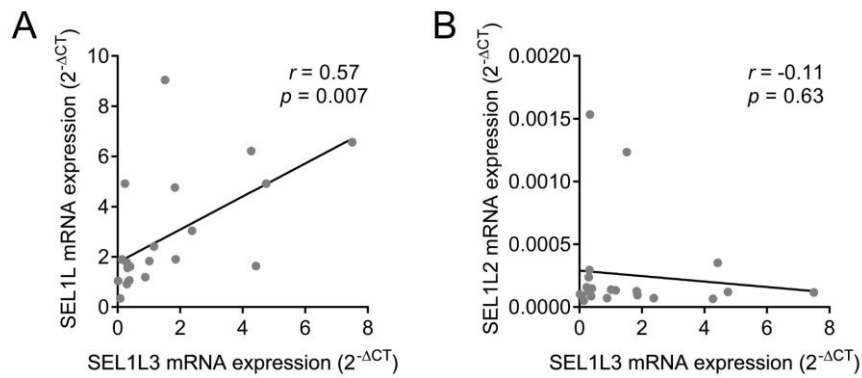 A
SEL1L mRNA expression (2^-ΔCT)
10
8
6
4
2
0
r = 0.57
p = 0.007
0 2 4 6 8
SEL1L3 mRNA expression (2^-ΔCT)
B
SEL1L2 mRNA expression (2^-ΔCT)
0.0020
0.0015
0.0010
0.0005
0.0000
r = -0.11
p = 0.63
0 2 4 6 8
SEL1L3 mRNA expression (2^-ΔCT)